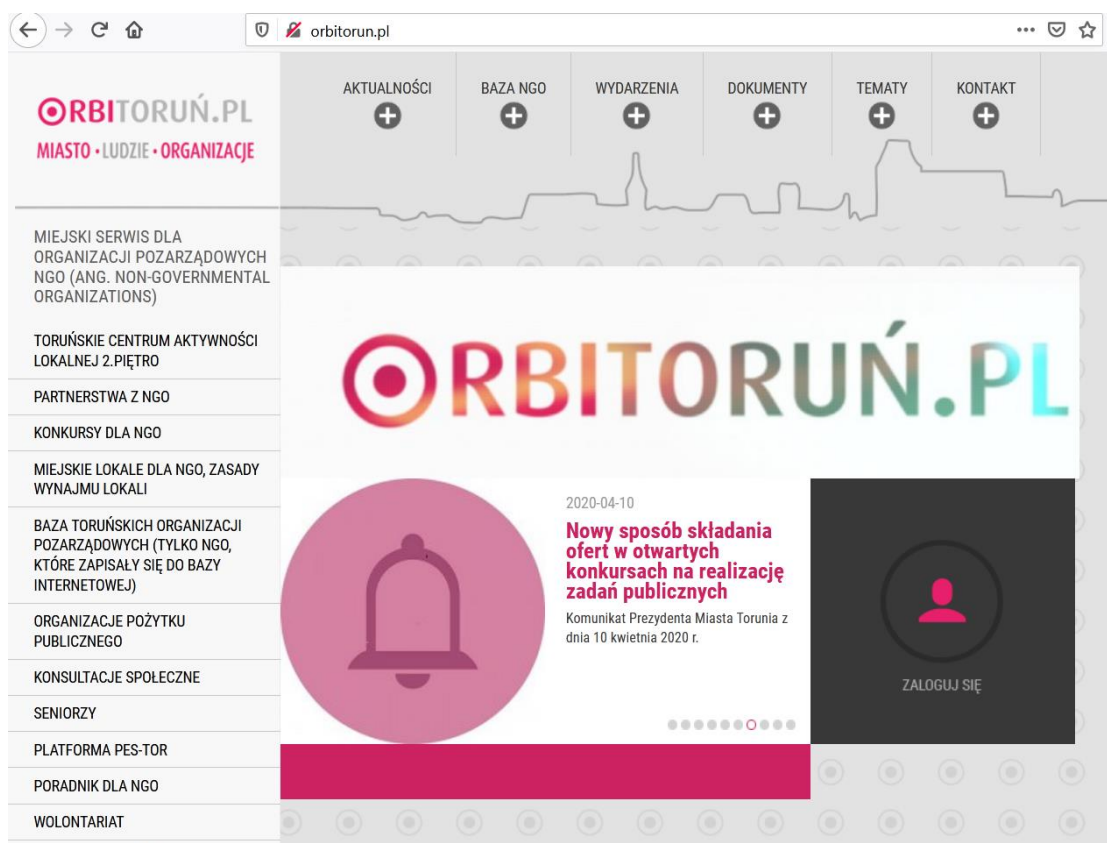 orbitorun.pl
ORBITORUŃ.PL
MIASTO • LUDZIE • ORGANIZACJE
AKTUALNOŚCI
BAZA NGO
WYDARZENIA
DOKUMENTY
TEMATY
KONTAKT
MIEJSKI SERWIS DLA
ORGANIZACJI POZARZĄDOWYCH
NGO (ANG. NON-GOVERNMENTAL
ORGANIZATIONS)
TORUŃSKIE CENTRUM AKTYWNOŚCI
LOKALNEJ 2.PIĘTRO
PARTNERSTWA Z NGO
KONKURSY DLA NGO
MIEJSKIE LOKALE DLA NGO, ZASADY
WYNAJMU LOKALI
BAZA TORUŃSKICH ORGANIZACJI
POZARZĄDOWYCH (TYLKO NGO,
KTÓRE ZAPISAŁY SIĘ DO BAZY
INTERNETOWEJ)
ORGANIZACJE POŻYTKU
PUBLICZNEGO
KONSULTACJE SPOŁECZNE
SENIORZY
PLATFORMA PES-TOR
PORADNIK DLA NGO
WOLONTARIAT
ORBITORUŃ.PL
2020-04-10
Nowy sposób składania
ofert w otwartych
konkursach na realizację
zadań publicznych
Komunikat Prezydenta Miasta Torunia z
dnia 10 kwietnia 2020 r.
ZALOGUJ SIĘ